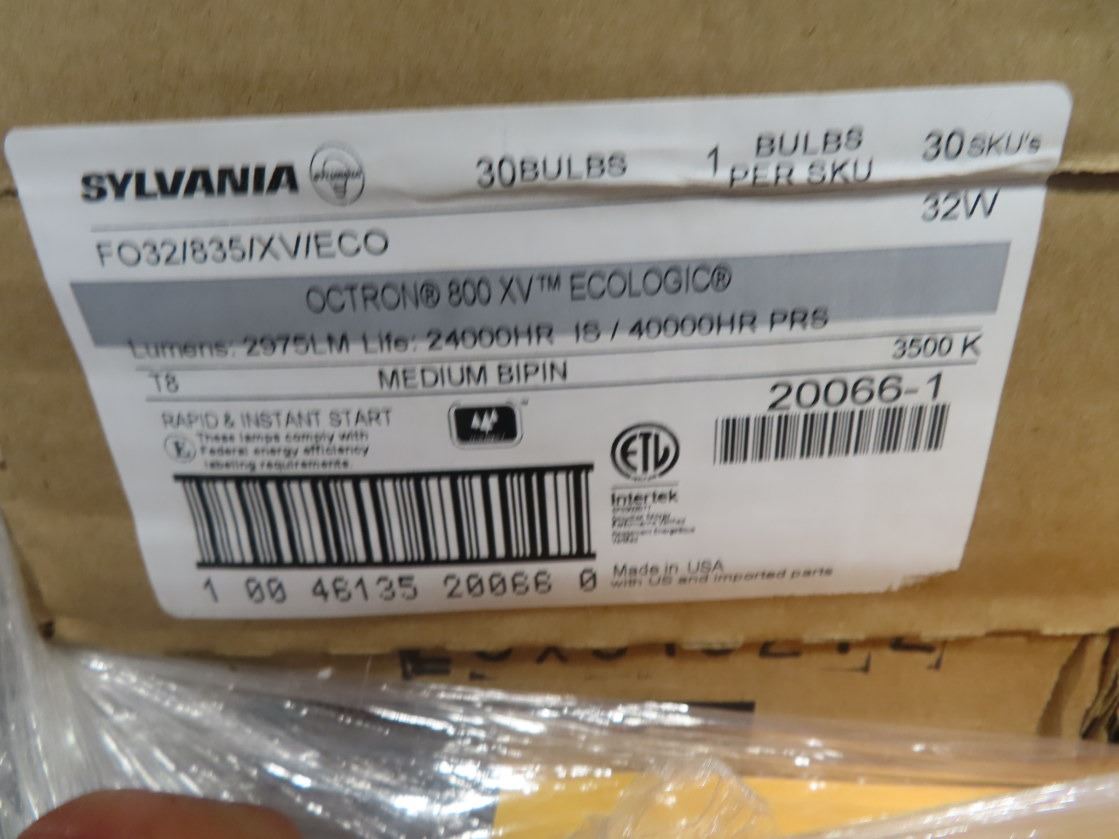 SYLVANIA
30BULBS
1 BULBS PER SKU
30SKU's
32W
FO32/835/XV/ECO
OCTRON® 800 XV™ ECOLOGIC®
Lumens: 2975LM Life: 24000HR IS / 40000HR PRS
3500 K
T8 MEDIUM BIPIN
20066-1
RAPID & INSTANT START
E These lamps comply with
Federal energy efficiency
labeling requirements.
ETL
Intertek
1 00 46135 20066 0
Made in USA
with US and imported parts